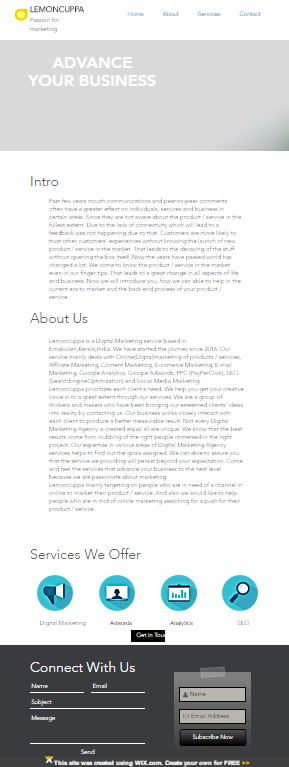 LEMONCUPPA
Passion for
marketing
Home About Services Contact
ADVANCE
YOUR BUSINESS
Intro
Past few years mouth communications and peer-to-peer comments
often have a greater effect on individuals, services and business in
certain areas. Since they are not aware about the product / service in the
fullest extent. Due to the lack of connectivity which will lead to a
feedback was not happening due to that. Customers are more likely to
trust other customers' experiences without knowing the launch of new
product / service in the market. That leads to the decaying of the stuff
without opening the box itself. Now the years have passed world has
changed a lot. We come to know the product / service in the market
even in our finger tips. That leads to a great change in all aspects of life
and business. Now we will introduce you, how we can help to in the
current era to market and the back end process of your product /
service.
About Us
Lemoncuppa is a Digital Marketing service based in
Ernakulam,Kerala,India. We have started the journey since 2016. Our
service mainly deals with Online(Digital)marketing of products / services,
Affiliate Marketing, Content Marketing, E-comerce Marketing, E-mail
Marketing, Google Analytics, Google Adwords, PPC (PayPerClick), SEO
(SearchEngineOptimization) and Social Media Marketing.
Lemoncuppa prioritizes each client's need. We help you get your creative
voice in to a great extent through our services. We are a group of
thinkers and makers who have been bringing our esteemed clients' ideas
into reality by contacting us. Our business works closely interact with
each client to produce a better measurable result. Not every Digital
Marketing Agency is created equal all are unique. We know that the best
results come from clubbing of the right people immersed in the right
project. Our expertise in various areas of Digital Marketing Agency
services helps to find out the goals assigned. We can able to assure you
that the service we providing will persist beyond your expectation. Come
and feel the services that advance your business to the next level
because we are passionate about marketing.
Lemoncuppa mainly targeting on people who are in need of a channel in
online to market their product / service. And also we would like to help
people who are in mid of online marketing searching for a push for their
product / service.
Services We Offer
Digital Marketing Adwords Analytics SEO
Get in Tou
Connect With Us
Name Email
Subject
Message
Send
Name
Email Address
Subscribe Now
This site was created using WIX.com. Create your own for FREE >>